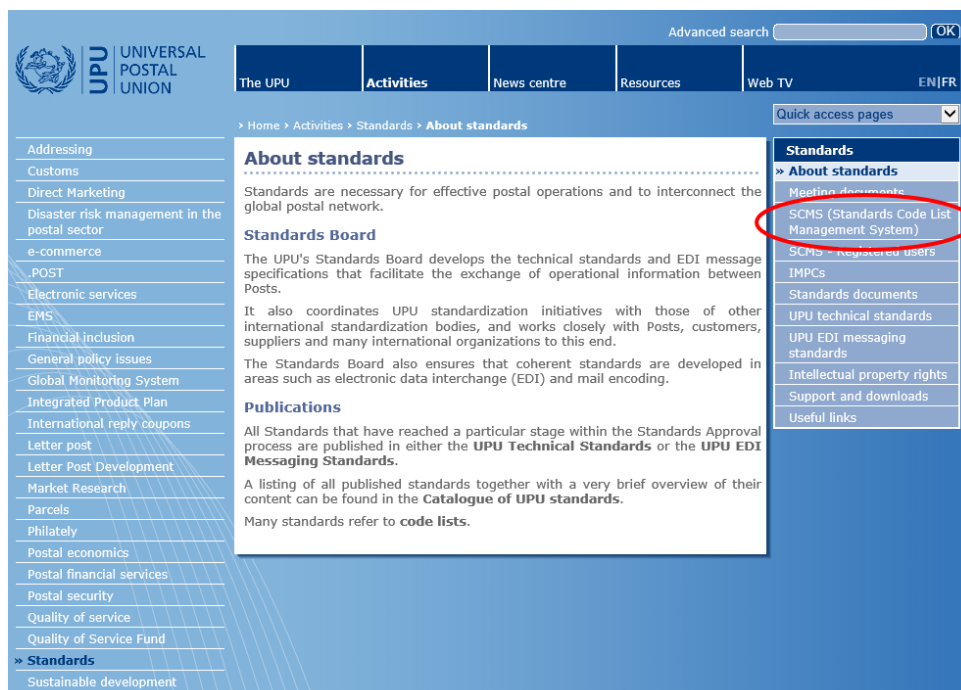 Advanced search
OK
UPU
UNIVERSAL
POSTAL
UNION
The UPU
Activities
News centre
Resources
Web TV
EN|FR
Quick access pages
› Home › Activities › Standards › About standards
Addressing
Customs
Direct Marketing
Disaster risk management in the
postal sector
e-commerce
.POST
Electronic services
EMS
Financial inclusion
General policy issues
Global Monitoring System
Integrated Product Plan
International reply coupons
Letter post
Letter Post Development
Market Research
Parcels
Philately
Postal economics
Postal financial services
Postal security
Quality of service
Quality of Service Fund
» Standards
Sustainable development
About standards
Standards are necessary for effective postal operations and to interconnect the
global postal network.
Standards Board
The UPU's Standards Board develops the technical standards and EDI message
specifications that facilitate the exchange of operational information between
Posts.
It also coordinates UPU standardization initiatives with those of other
international standardization bodies, and works closely with Posts, customers,
suppliers and many international organizations to this end.
The Standards Board also ensures that coherent standards are developed in
areas such as electronic data interchange (EDI) and mail encoding.
Publications
All Standards that have reached a particular stage within the Standards Approval
process are published in either the UPU Technical Standards or the UPU EDI
Messaging Standards.
A listing of all published standards together with a very brief overview of their
content can be found in the Catalogue of UPU standards.
Many standards refer to code lists.
Standards
» About standards
Meeting documents
SCMS (Standards Code List
Management System)
SCMS - Registered users
IMPCs
Standards documents
UPU technical standards
UPU EDI messaging
standards
Intellectual property rights
Support and downloads
Useful links